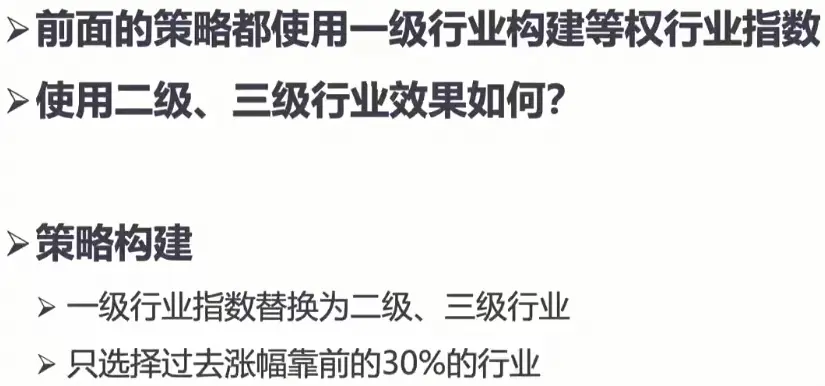 ➢前面的策略都使用一级行业构建等权行业指数
➢使用二级、三级行业效果如何？
➢策略构建
➢一级行业指数替换为二级、三级行业
➢只选择过去涨幅靠前的30%的行业